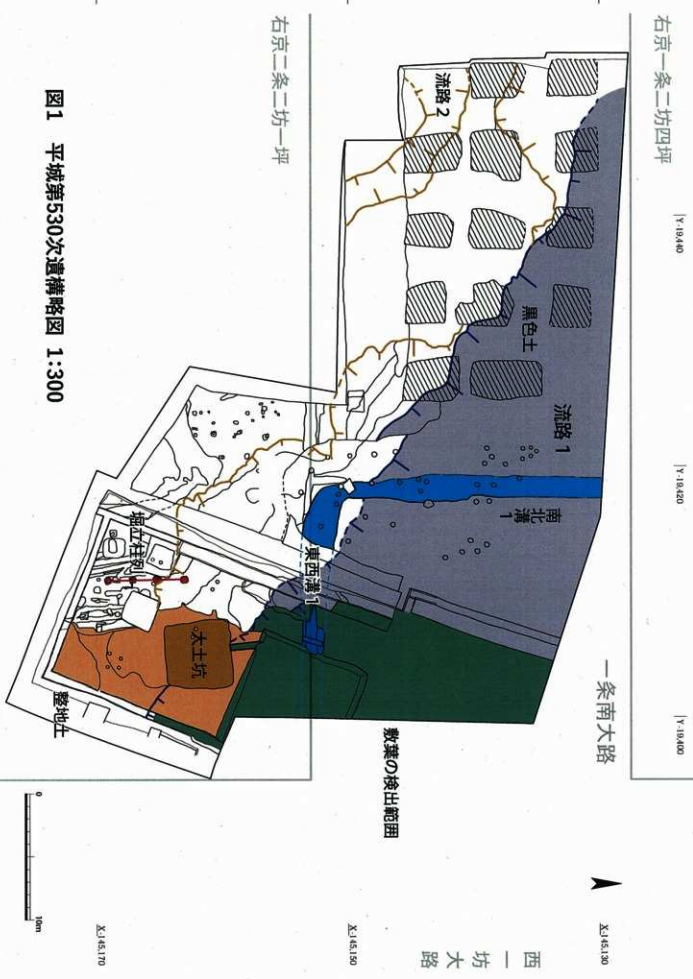 右京一条二坊四坪
一条南大路
右京二条二坊一坪
西一坊大路
Y-19,440
Y-19,420
Y-19,400
X-145,130
X-145,150
X-145,170
流路2
黒色土
流路1
南北溝1
東西溝1
掘立柱列
大土坑
整地土
敷葉の検出範囲
0
10m
図1 平城第530次遺構略図 1:300